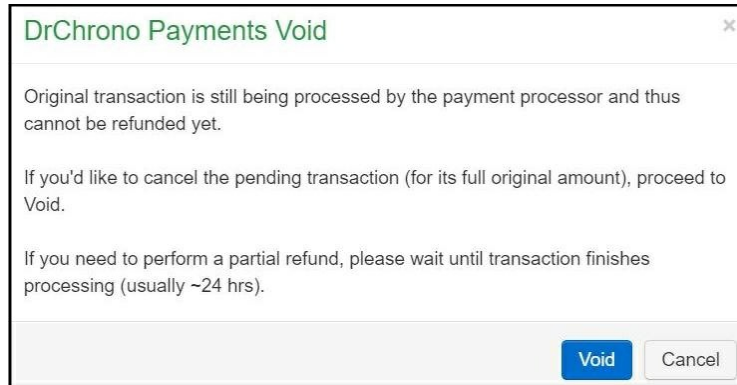 DrChrono Payments Void
×
Original transaction is still being processed by the payment processor and thus
cannot be refunded yet.
If you'd like to cancel the pending transaction (for its full original amount), proceed to
Void.
If you need to perform a partial refund, please wait until transaction finishes
processing (usually ~24 hrs).
Void
Cancel